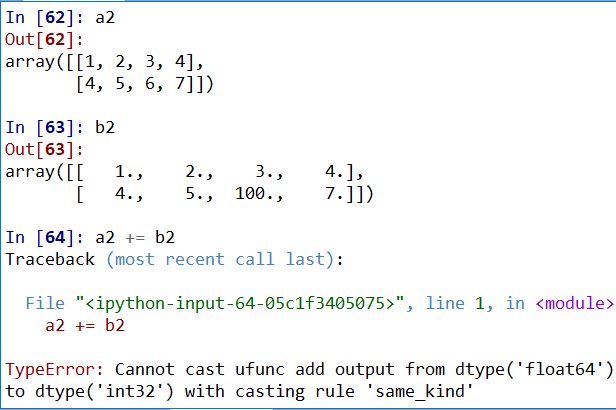 In [62]: a2
Out[62]:
array([[1, 2, 3, 4],
       [4, 5, 6, 7]])
In [63]: b2
Out[63]:
array([[   1.,    2.,    3.,    4.],
       [   4.,    5.,  100.,    7.]])
In [64]: a2 += b2
Traceback (most recent call last):
  File "<ipython-input-64-05c1f3405075>", line 1, in <module>
    a2 += b2
TypeError: Cannot cast ufunc add output from dtype('float64')
to dtype('int32') with casting rule 'same_kind'